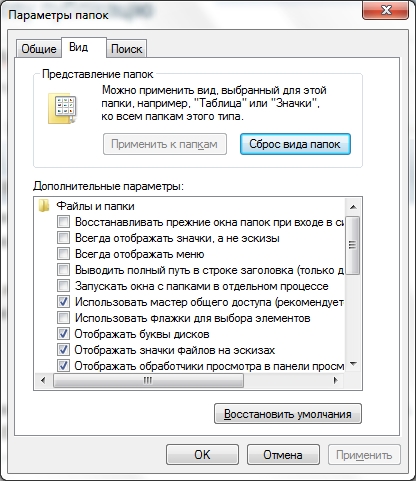 Параметры папок
Общие Вид Поиск
Представление папок
Можно применить вид, выбранный для этой
папки, например, "Таблица" или "Значки",
ко всем папкам этого типа.
Применить к папкам Сброс вида папок
Дополнительные параметры:
Файлы и папки
Восстанавливать прежние окна папок при входе в си
Всегда отображать значки, а не эскизы
Всегда отображать меню
Выводить полный путь в строке заголовка (только д
Запускать окна с папками в отдельном процессе
Использовать мастер общего доступа (рекомендует
Использовать флажки для выбора элементов
Отображать буквы дисков
Отображать значки файлов на эскизах
Отображать обработчики просмотра в панели просм
Восстановить умолчания
OK Отмена Применить